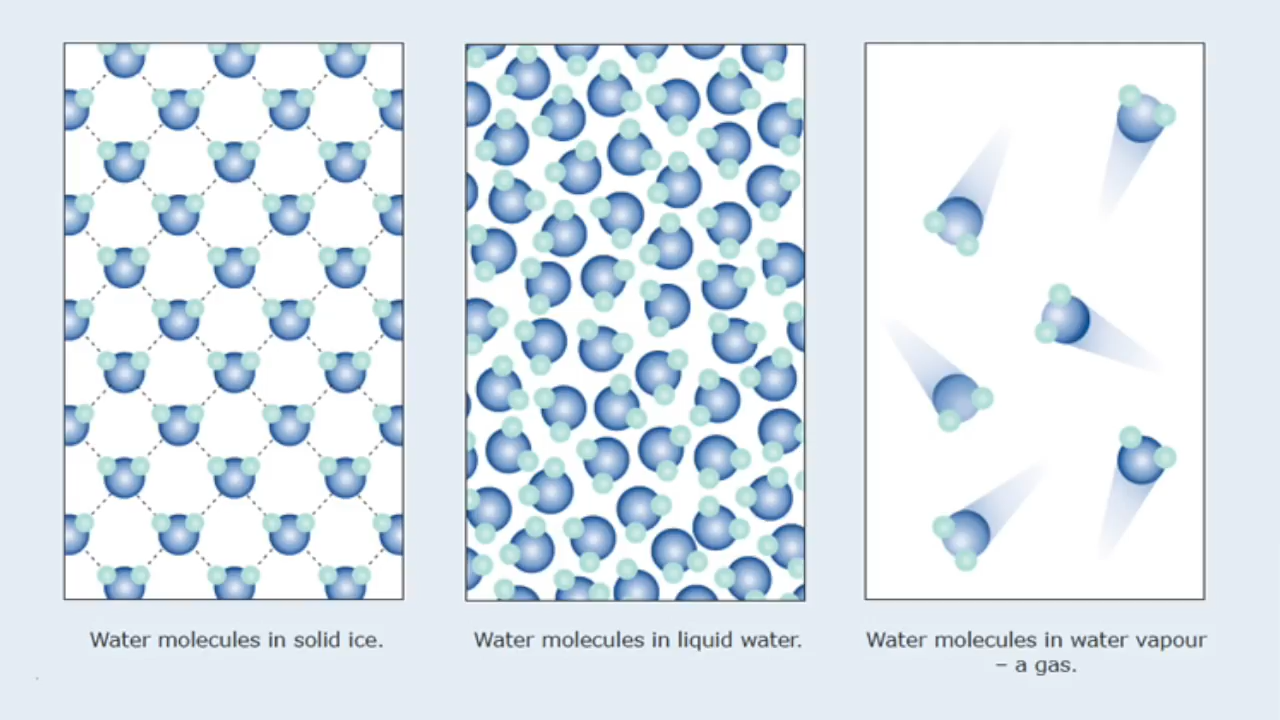 Water molecules in solid ice.
Water molecules in liquid water.
Water molecules in water vapour
– a gas.